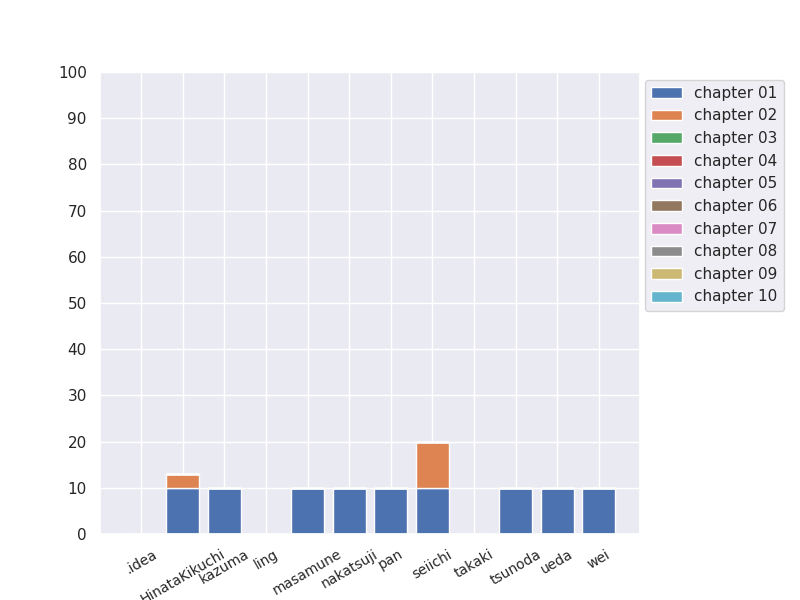 100
90
80
70
60
50
40
30
20
10
0
.idea
HinataKikuchi
kazuma
ling
masamune
nakatsuji
pan
seiichi
takaki
tsunoda
ueda
wei
chapter 01
chapter 02
chapter 03
chapter 04
chapter 05
chapter 06
chapter 07
chapter 08
chapter 09
chapter 10